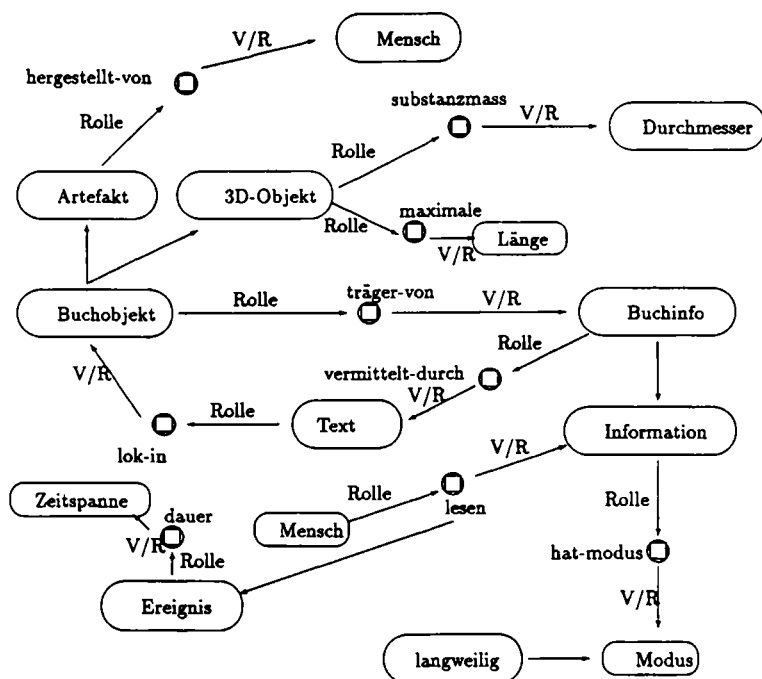 V/R
Mensch
hergestellt-von
substanzmass
Rolle
V/R
Durchmesser
Rolle
Artefakt
3D-Objekt
maximale
Rolle
V/R
Länge
Buchobjekt
Rolle
träger-von
V/R
Buchinfo
Rolle
V/R
vermittelt-durch
V/R
Rolle
Text
Information
lok-in
V/R
Zeitspanne
Rolle
Rolle
dauer
Mensch
lesen
V/R
hat-modus
Rolle
Ereignis
V/R
langweilig
Modus